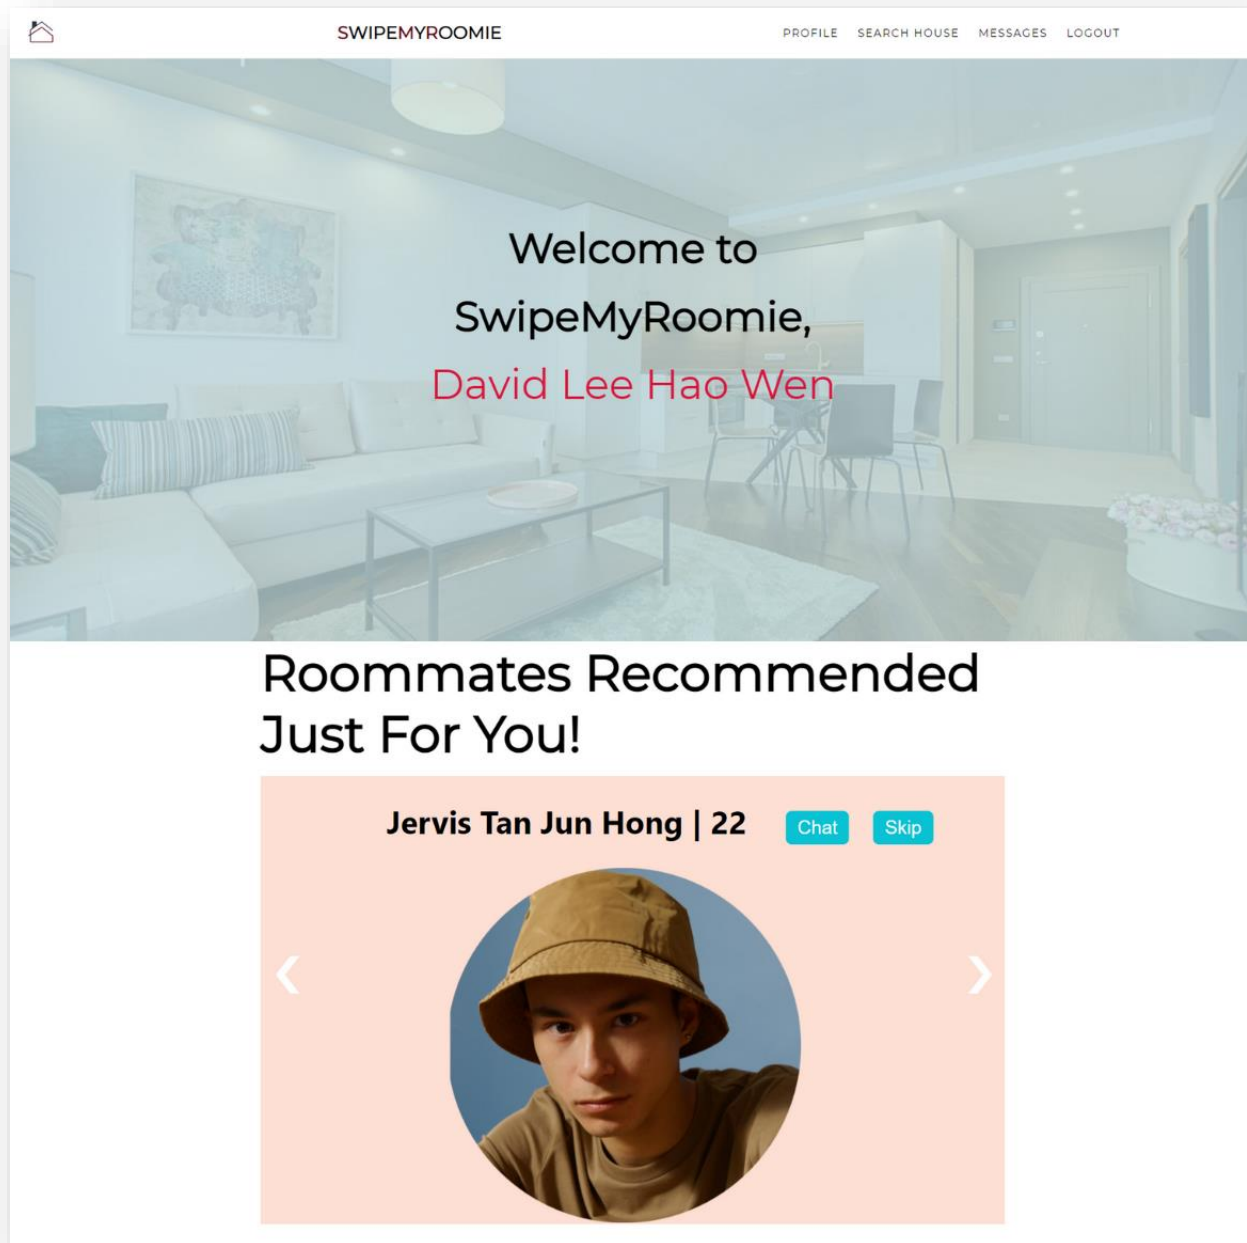 SWIPEMYROOMIE
PROFILE SEARCH HOUSE MESSAGES LOGOUT
Welcome to
SwipeMyRoomie,
David Lee Hao Wen
Roommates Recommended
Just For You!
Jervis Tan Jun Hong | 22 Chat Skip